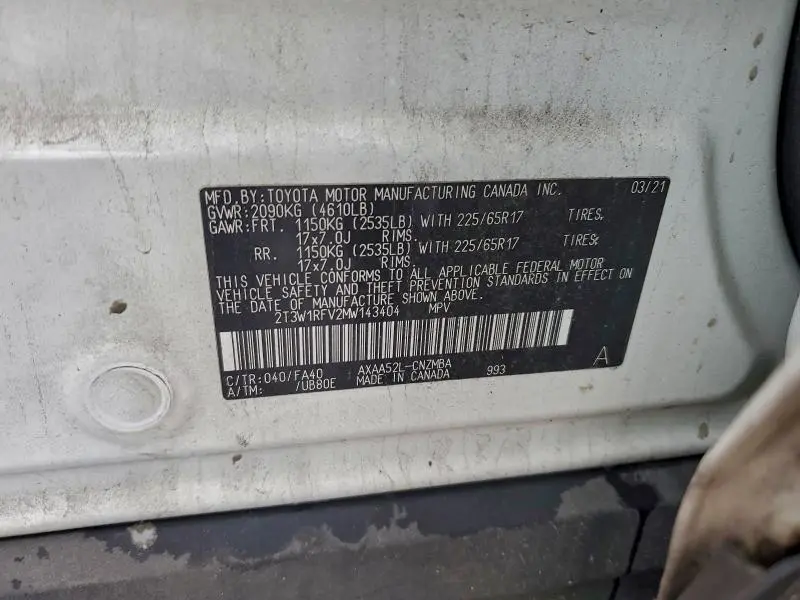 MFD.BY:TOYOTA MOTOR MANUFACTURING CANADA INC. 03/21
GVWR:2090KG (4610LB)
GAWR:FRT. 1150KG (2535LB) WITH 225/65R17 TIRES,
17x7.0J RIMS.
RR. 1150KG (2535LB) WITH 225/65R17 TIRES,
17x7.0J RIMS.
THIS VEHICLE CONFORMS TO ALL APPLICABLE FEDERAL MOTOR
VEHICLE SAFETY AND THEFT PREVENTION STANDARDS IN EFFECT ON
THE DATE OF MANUFACTURE SHOWN ABOVE.
2T3W1RFV2MW143404 MPV
C/TR:040/FA40 AXAA52L-CNZMBA 993 A
A/TM: /UB80E MADE IN CANADA